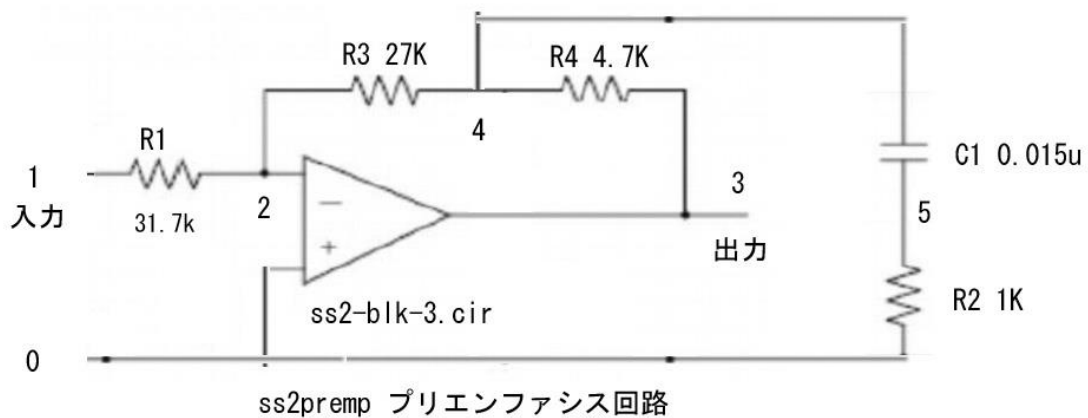 R3 27K
R4 4.7K
4
R1
1
入力
31.7k
2
−
+
3
出力
C1 0.015u
5
R2 1K
ss2-blk-3.cir
0
ss2premp プリエンファシス回路